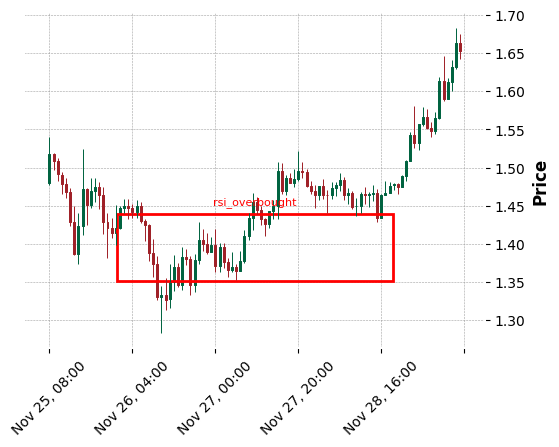 1.70
1.65
1.60
1.55
1.50
1.45
1.40
1.35
1.30
Price
rsi_overbought
Nov 25, 08:00
Nov 26, 04:00
Nov 27, 00:00
Nov 27, 20:00
Nov 28, 16:00